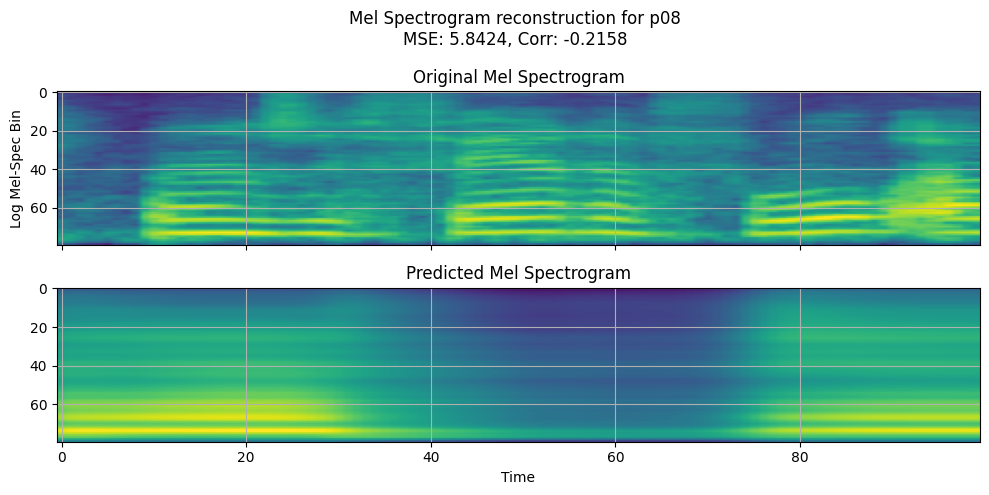 Mel Spectrogram reconstruction for p08
MSE: 5.8424, Corr: -0.2158
Original Mel Spectrogram
Log Mel-Spec Bin
0
20
40
60
Predicted Mel Spectrogram
0
20
40
60
0 20 40 60 80
Time